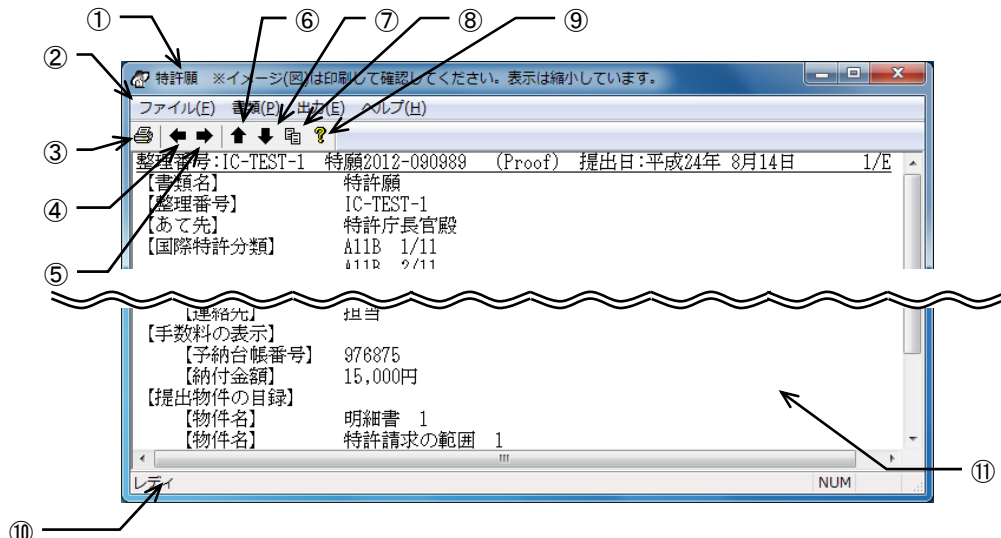 ① ⑥ ⑦ ⑧ ⑨
②
特許願 ※イメージ(図)は印刷して確認してください。表示は縮小しています。
ファイル(F) 書類(P) 出力(E) ヘルプ(H)
③
整理番号:IC-TEST-1 特願2012-090989 (Proof) 提出日:平成24年 8月14日 1/E
【書類名】 特許願
【整理番号】 IC-TEST-1
④
【あて先】 特許庁長官殿
【国際特許分類】 A11B 1/11
⑤
A11B 2/11
【連絡先】 担当
【手数料の表示】
【予納台帳番号】 976875
【納付金額】 15,000円
【提出物件の目録】
【物件名】 明細書 1
【物件名】 特許請求の範囲 1
⑪
レディ NUM
⑩